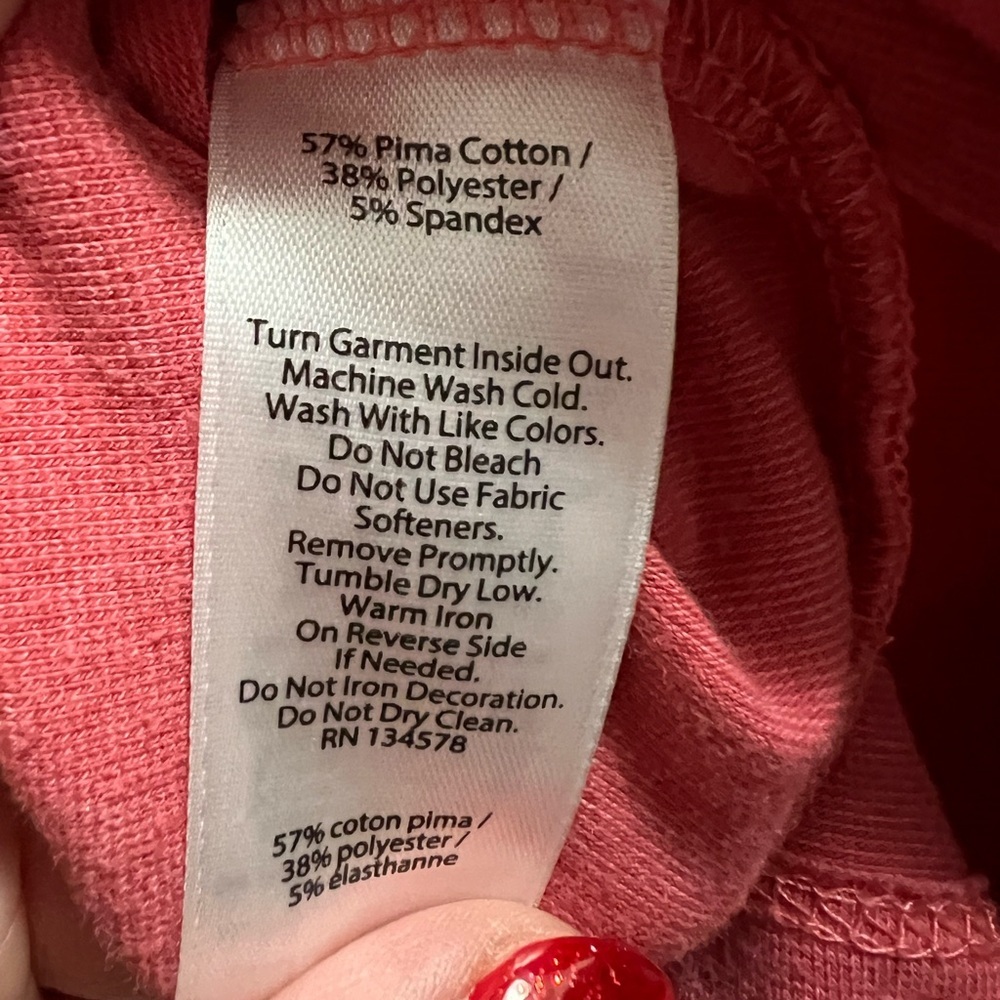 57% Pima Cotton /
38% Polyester /
5% Spandex
Turn Garment Inside Out.
Machine Wash Cold.
Wash With Like Colors.
Do Not Bleach
Do Not Use Fabric
Softeners.
Remove Promptly.
Tumble Dry Low.
Warm Iron
On Reverse Side
If Needed.
Do Not Iron Decoration.
Do Not Dry Clean.
RN 134578
57% coton pima /
38% polyester /
5% élasthanne